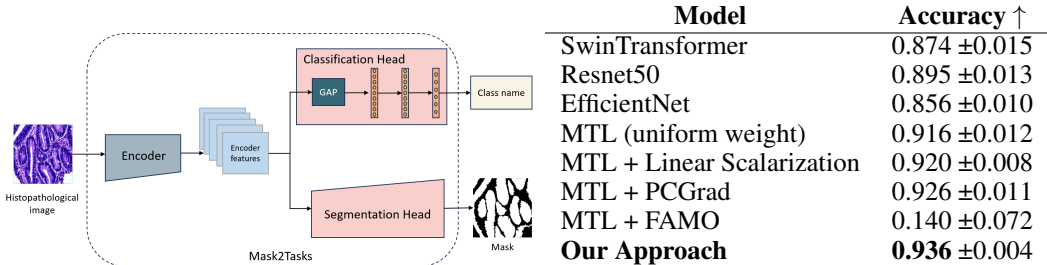 Classification Head
GAP
Class name
Encoder
Encoder
features
Histopathological
image
Segmentation Head
Mask
Mask2Tasks
Model Accuracy ↑
SwinTransformer 0.874 ±0.015
Resnet50 0.895 ±0.013
EfficientNet 0.856 ±0.010
MTL (uniform weight) 0.916 ±0.012
MTL + Linear Scalarization 0.920 ±0.008
MTL + PCGrad 0.926 ±0.011
MTL + FAMO 0.140 ±0.072
Our Approach 0.936 ±0.004